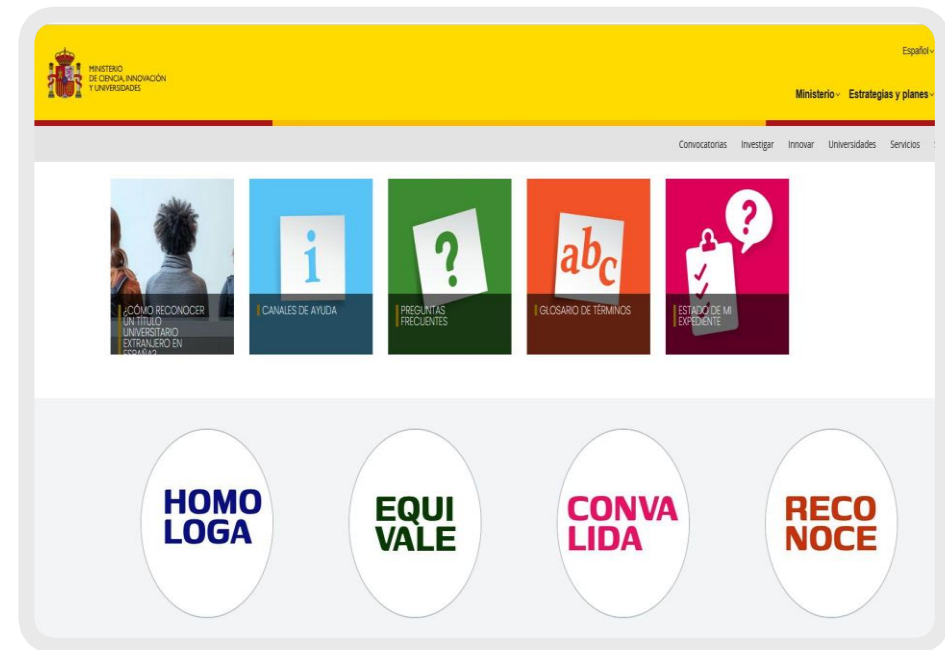 Español
MINISTERIO
DE CIENCIA, INNOVACIÓN
Y UNIVERSIDADES
Ministerio Estrategias y planes
Convocatorias Investigar Innovar Universidades Servicios
i
?
abc
?
¿CÓMO RECONOCER
UN TÍTULO
UNIVERSITARIO
EXTRANJERO EN
ESPAÑA?
CANALES DE AYUDA
PREGUNTAS
FRECUENTES
GLOSARIO DE TÉRMINOS
ESTADO DE MI
EXPEDIENTE
HOMO
LOGA
EQUI
VALE
CONVA
LIDA
RECO
NOCE